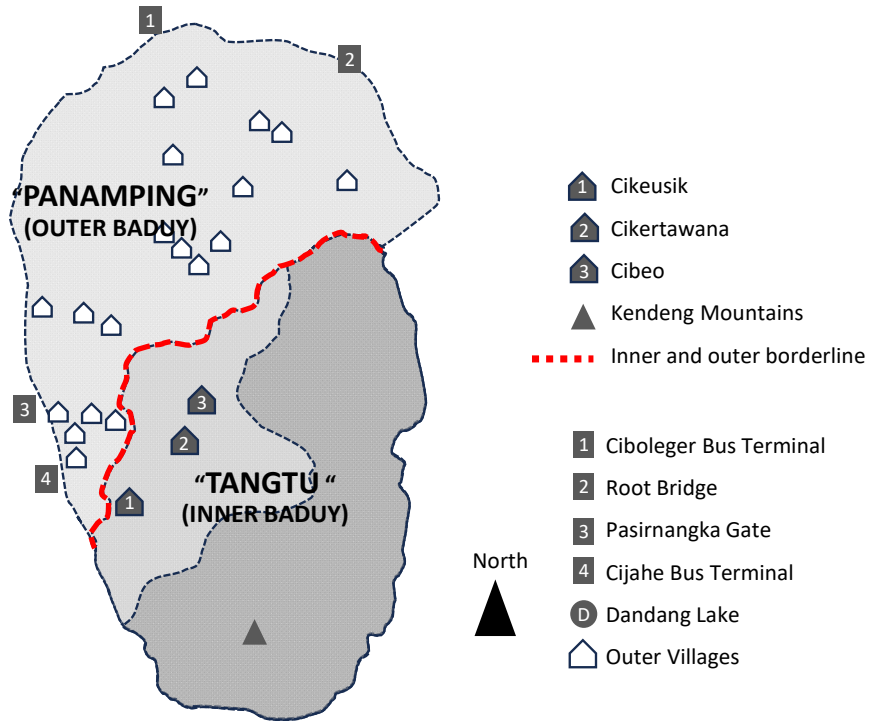 1
2
“PANAMPING”
(OUTER BADUY)
3
4
3
2
1
“TANGTU “
(INNER BADUY)
North
1 Cikeusik
2 Cikertawana
3 Cibeo
Kendeng Mountains
Inner and outer borderline
1 Ciboleger Bus Terminal
2 Root Bridge
3 Pasirnangka Gate
4 Cijahe Bus Terminal
D Dandang Lake
Outer Villages